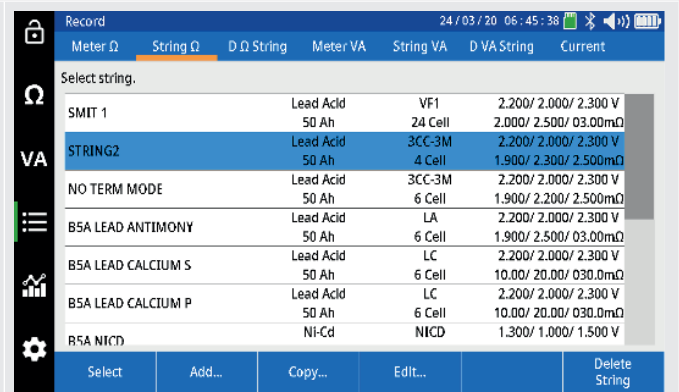 Record 24/03/20 06:45:38
Meter Ω String Ω D Ω String Meter VA String VA D VA String Current
Select string.
Lead Acid VF1 2.200/ 2.000/ 2.300 V
SMIT 1
50 Ah 24 Cell 2.000/ 2.500/ 03.00mΩ
Lead Acid 3CC-3M 2.200/ 2.000/ 2.300 V
STRING2
50 Ah 4 Cell 1.900/ 2.300/ 2.500mΩ
Lead Acid 3CC-3M 2.200/ 2.000/ 2.300 V
NO TERM MODE
50 Ah 6 Cell 1.900/ 2.200/ 2.500mΩ
Lead Acid LA 2.200/ 2.000/ 2.300 V
B5A LEAD ANTIMONY
50 Ah 6 Cell 1.900/ 2.500/ 03.00mΩ
Lead Acid LC 2.200/ 2.000/ 2.300 V
B5A LEAD CALCIUM S
50 Ah 6 Cell 10.00/ 20.00/ 030.0mΩ
Lead Acid LC 2.200/ 2.000/ 2.300 V
B5A LEAD CALCIUM P
50 Ah 6 Cell 10.00/ 20.00/ 030.0mΩ
Ni-Cd NICD 1.300/ 1.000/ 1.500 V
B5A NICD
Ω
VA
Select Add... Copy... Edit... Delete
String